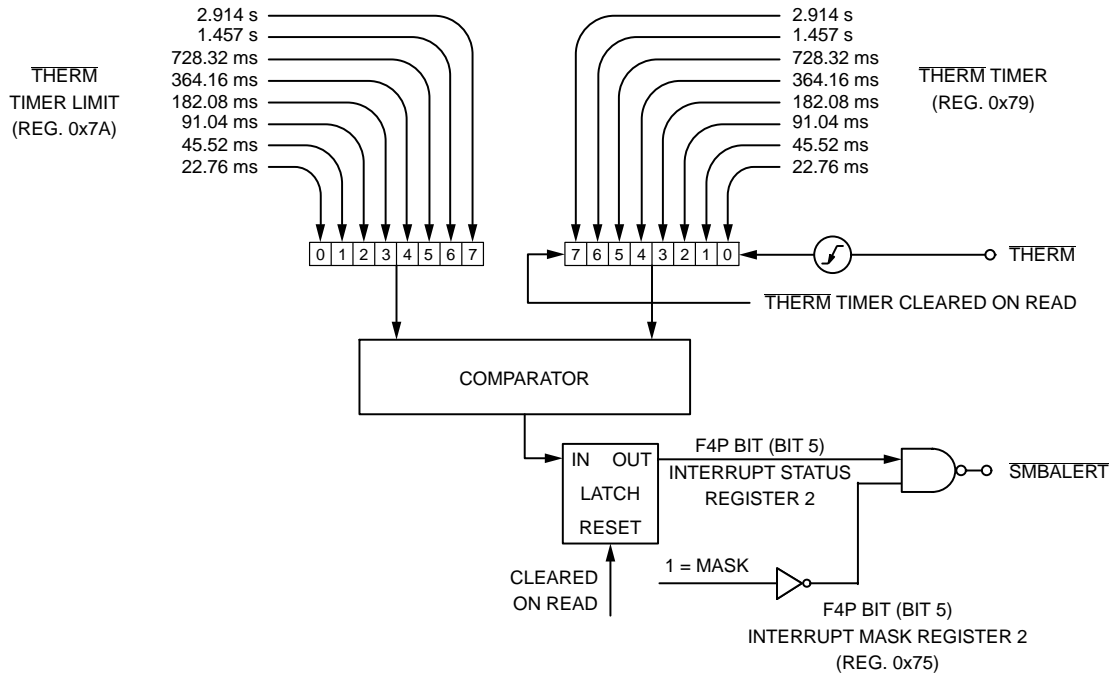 THERM
TIMER LIMIT
(REG. 0x7A)
2.914 s
1.457 s
728.32 ms
364.16 ms
182.08 ms
91.04 ms
45.52 ms
22.76 ms
2.914 s
1.457 s
728.32 ms
364.16 ms
182.08 ms
91.04 ms
45.52 ms
22.76 ms
THERM TIMER
(REG. 0x79)
0 1 2 3 4 5 6 7
7 6 5 4 3 2 1 0
THERM
THERM TIMER CLEARED ON READ
COMPARATOR
IN OUT
LATCH
RESET
F4P BIT (BIT 5)
INTERRUPT STATUS
REGISTER 2
SMBALERT
CLEARED
ON READ
1 = MASK
F4P BIT (BIT 5)
INTERRUPT MASK REGISTER 2
(REG. 0x75)